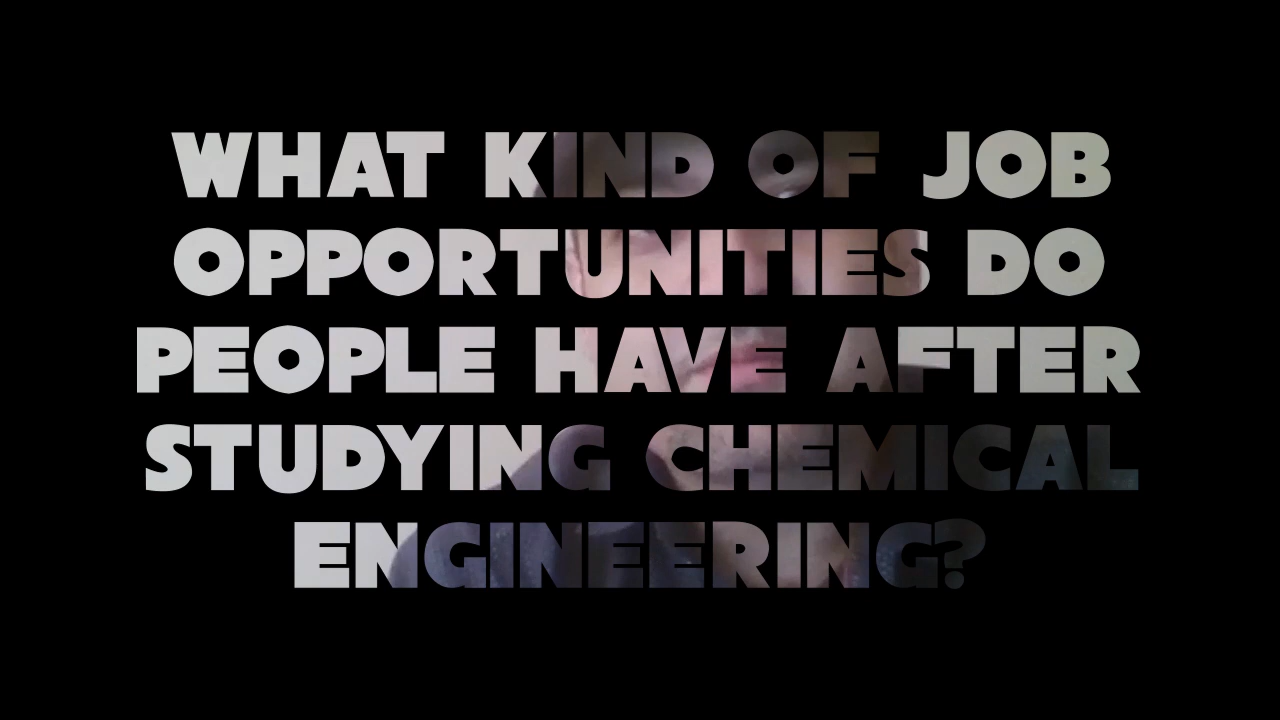 WHAT KIND OF JOB
OPPORTUNITIES DO
PEOPLE HAVE AFTER
STUDYING CHEMICAL
ENGINEERING?